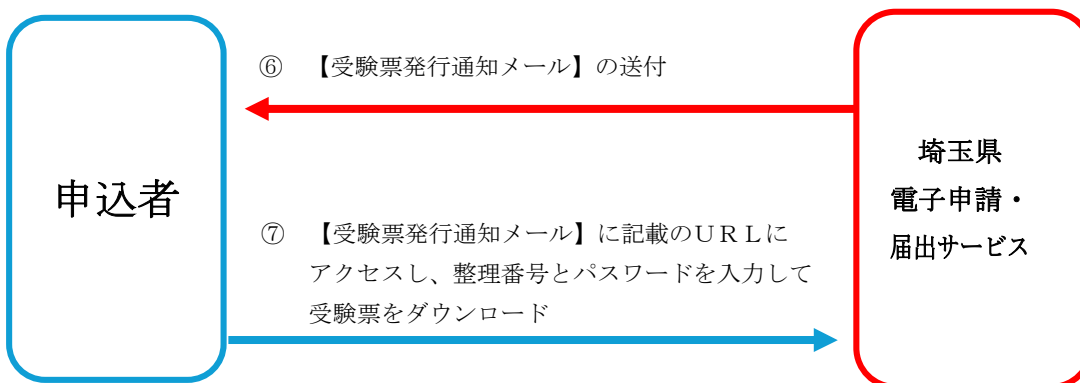 ⑥　【受験票発行通知メール】の送付
申込者
⑦　【受験票発行通知メール】に記載のＵＲＬに
アクセスし、整理番号とパスワードを入力して
受験票をダウンロード
埼玉県
電子申請・
届出サービス